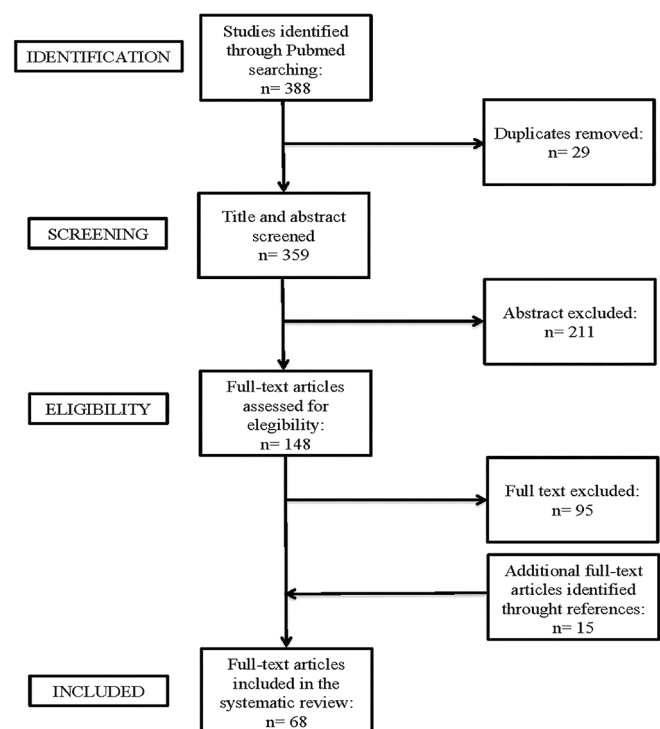 IDENTIFICATION
Studies identified
through Pubmed
searching:
n= 388
Duplicates removed:
n= 29
SCREENING
Title and abstract
screened
n= 359
Abstract excluded:
n= 211
ELIGIBILITY
Full-text articles
assessed for
elegibility:
n= 148
Full text excluded:
n= 95
Additional full-text
articles identified
throught references:
n= 15
INCLUDED
Full-text articles
included in the
systematic review:
n= 68